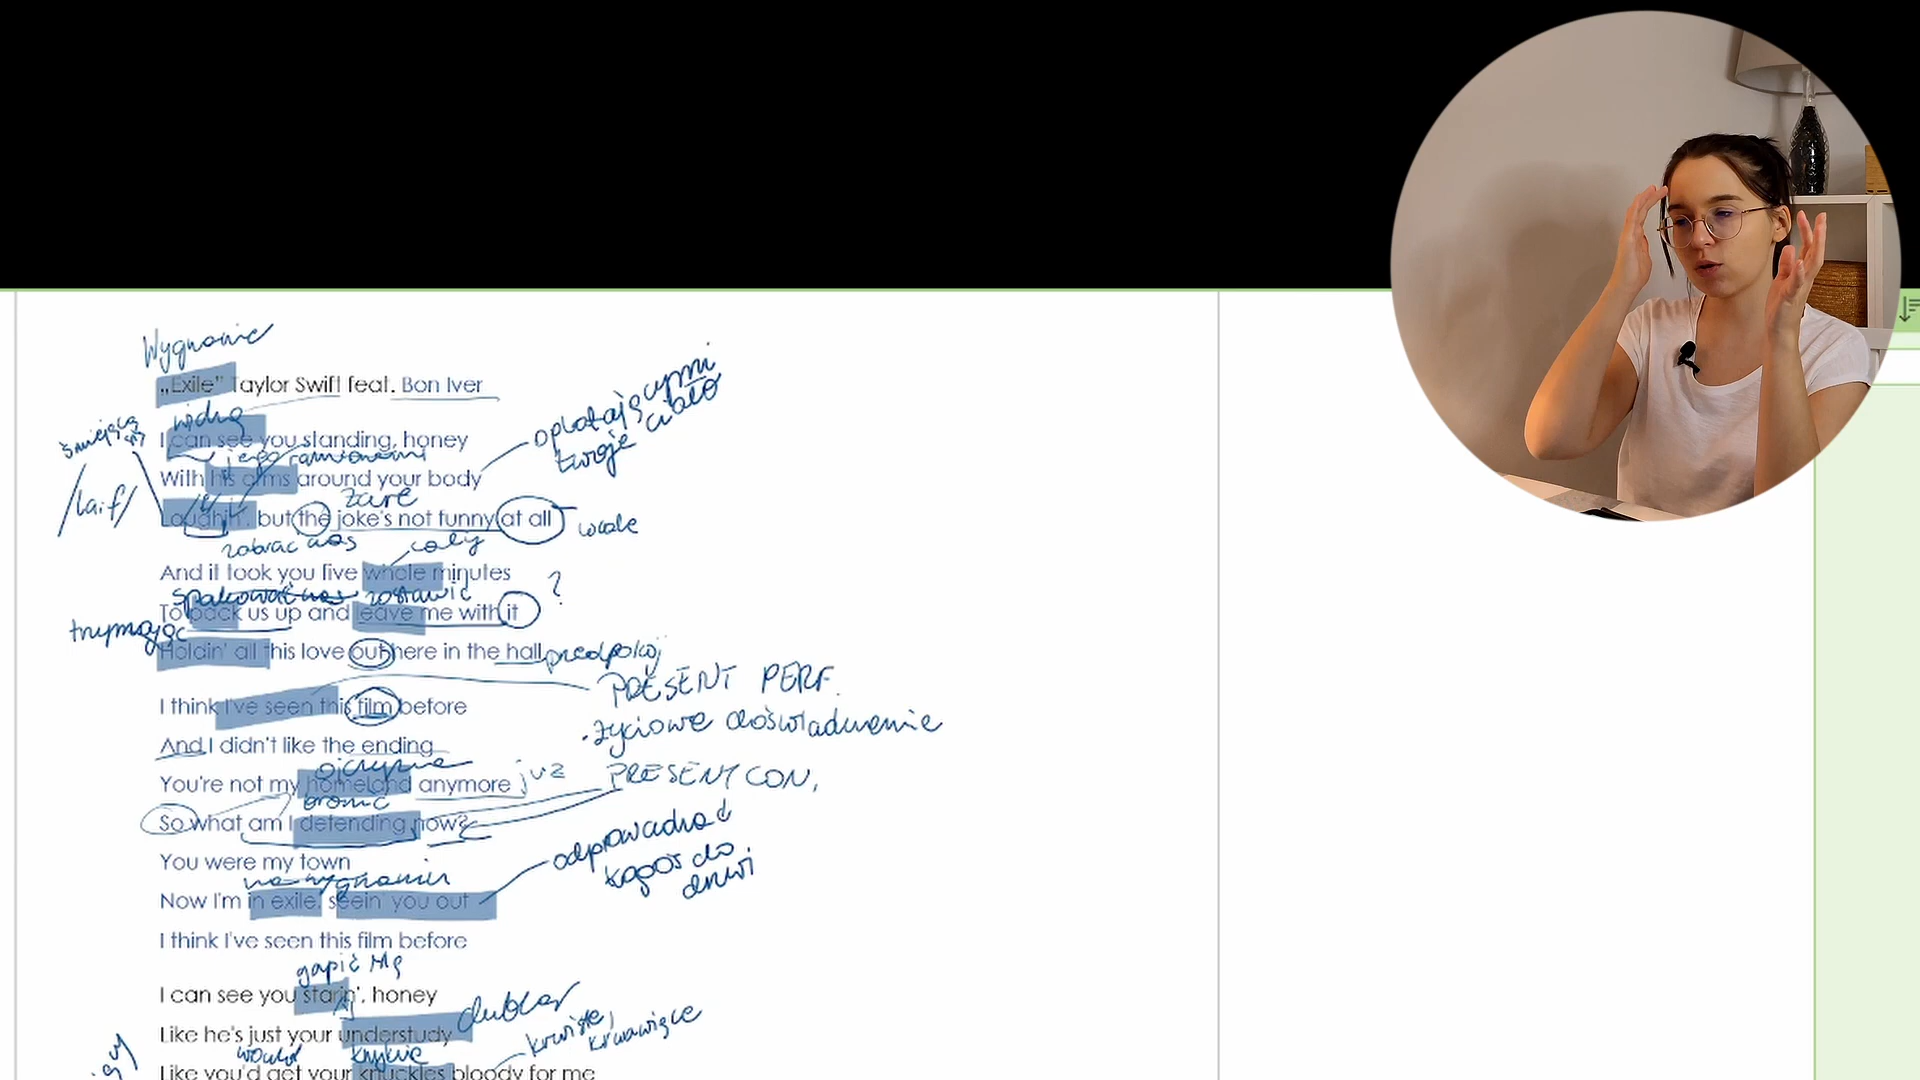 Wygnanie
„Exile" Taylor Swift feat. Bon Iver
widzę
śmiejąc się
I can see you standing, honey
jego ramionami
oplatającymi
twoje ciało
With his arms around your body
/laif/
żart
Laughin', but the joke's not funny at all
wcale
zabrać nas
cały
And it took you five whole minutes
?
spakować nas zostawić
To pack us up and leave me with it
trzymając
Holdin' all this love out here in the hall
przedpokój
PRESENT PERF.
I think I've seen this film before
• życiowe doświadczenie
And I didn't like the ending
ojczyzna
You're not my homeland anymore
już
PRESENT CON.
bronić
So what am I defending now?
odprowadzać
kogoś do
drzwi
You were my town
na wygnaniu
Now I'm in exile, seein' you out
I think I've seen this film before
gapić się
I can see you starin', honey
dubler
Like he's just your understudy
krwiste,
krwawiące
would
knykcie
Like you'd get your knuckles bloody for me